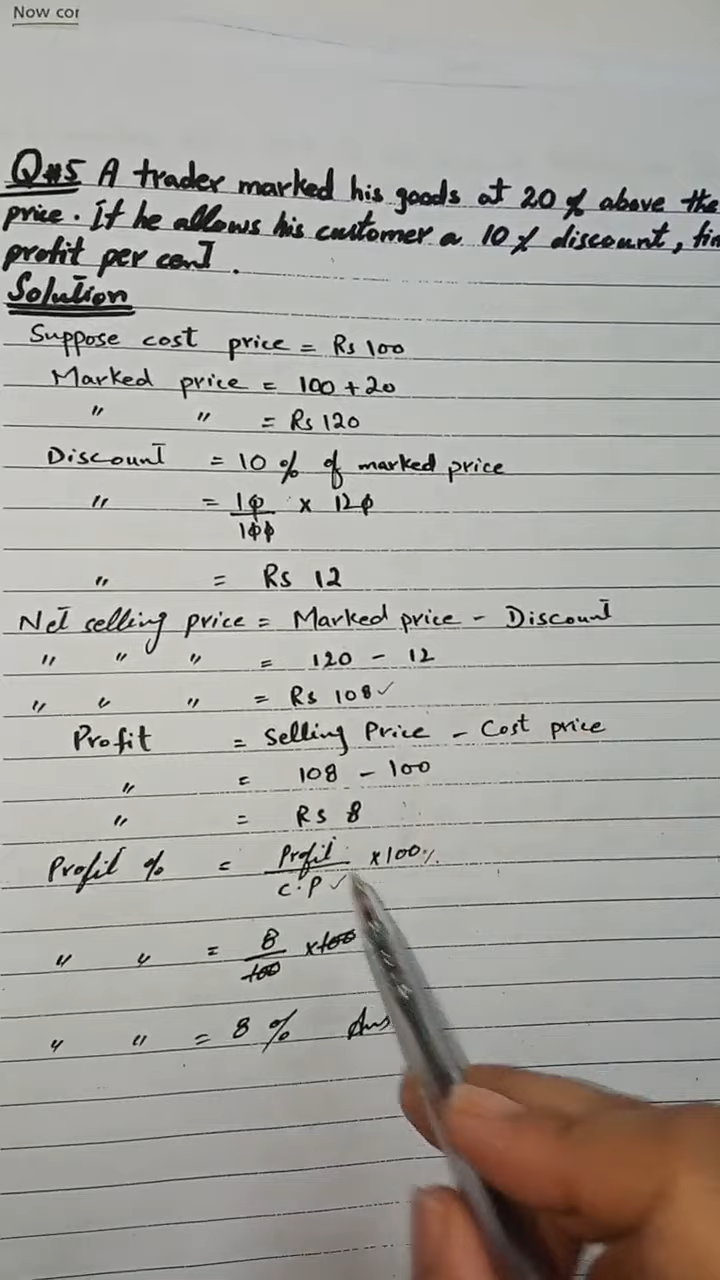 Now cor
Q#5 A trader marked his goods at 20% above the
price. If he allows his customer a 10% discount, fin
profit per cent.
Solution
Suppose cost price = Rs 100
Marked price = 100 + 20
" " = Rs 120
Discount = 10% of marked price
" = 10/100 × 120
" = Rs 12
Net selling price = Marked price - Discount
" " " = 120 - 12
" " " = Rs 108 ✓
Profit = Selling Price - Cost price
" = 108 - 100
" = Rs 8
Profit % = Profit/C.P ✓ ×100%
" " = 8/100 ×100
" " = 8% Ans